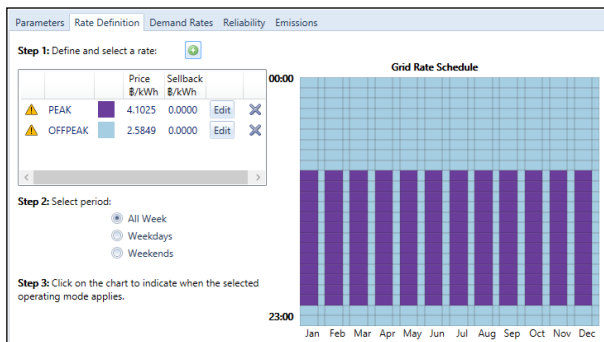 Parameters Rate Definition Demand Rates Reliability Emissions
Step 1: Define and select a rate:
Price Sellback
฿/kWh ฿/kWh
PEAK 4.1025 0.0000 Edit
OFFPEAK 2.5849 0.0000 Edit
Step 2: Select period:
All Week
Weekdays
Weekends
Step 3: Click on the chart to indicate when the selected
operating mode applies.
Grid Rate Schedule
00:00
23:00
Jan Feb Mar Apr May Jun Jul Aug Sep Oct Nov Dec